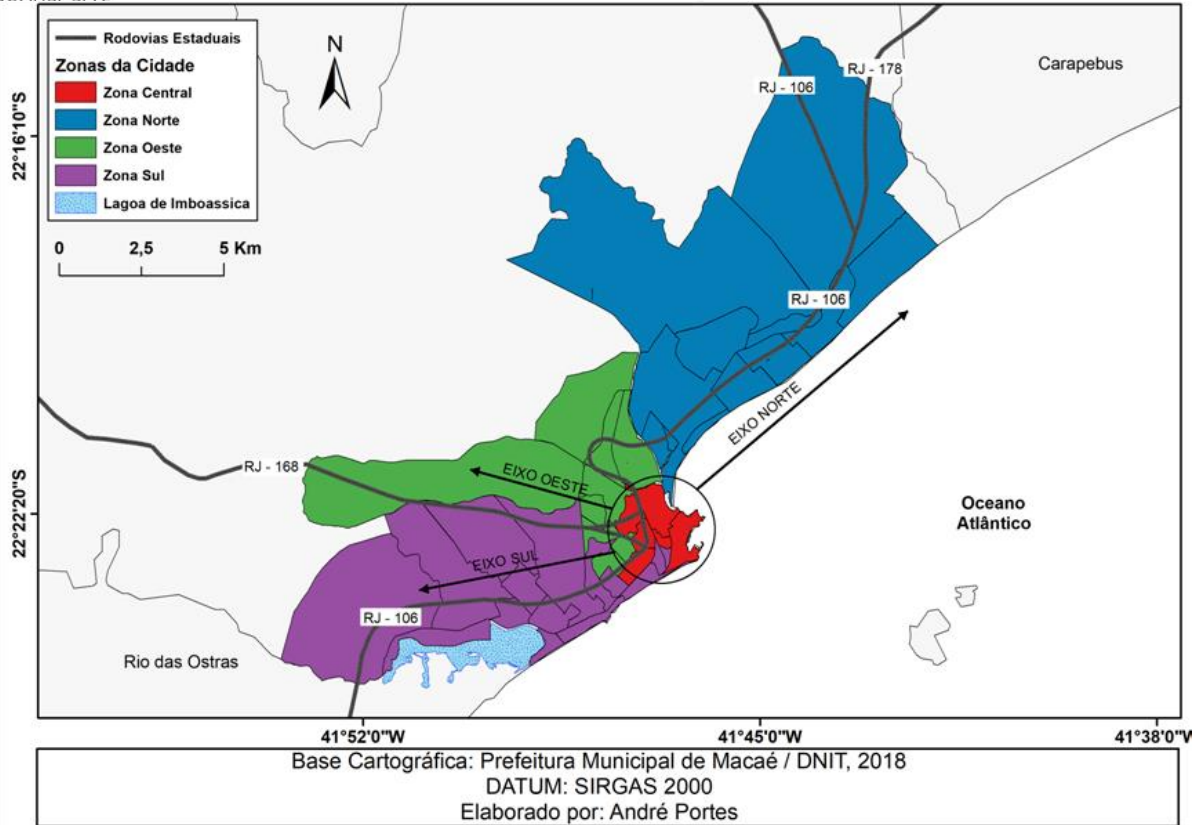 Rodovias Estaduais
Zonas da Cidade
Zona Central
Zona Norte
Zona Oeste
Zona Sul
Lagoa de Imboassica
N
0 2,5 5 Km
22°16'10"S
22°22'20"S
Carapebus
RJ - 178
RJ - 106
RJ - 106
EIXO NORTE
RJ - 168
EIXO OESTE
Oceano
Atlântico
EIXO SUL
RJ - 106
Rio das Ostras
41°52'0"W
41°45'0"W
41°38'0"W
Base Cartográfica: Prefeitura Municipal de Macaé / DNIT, 2018
DATUM: SIRGAS 2000
Elaborado por: André Portes